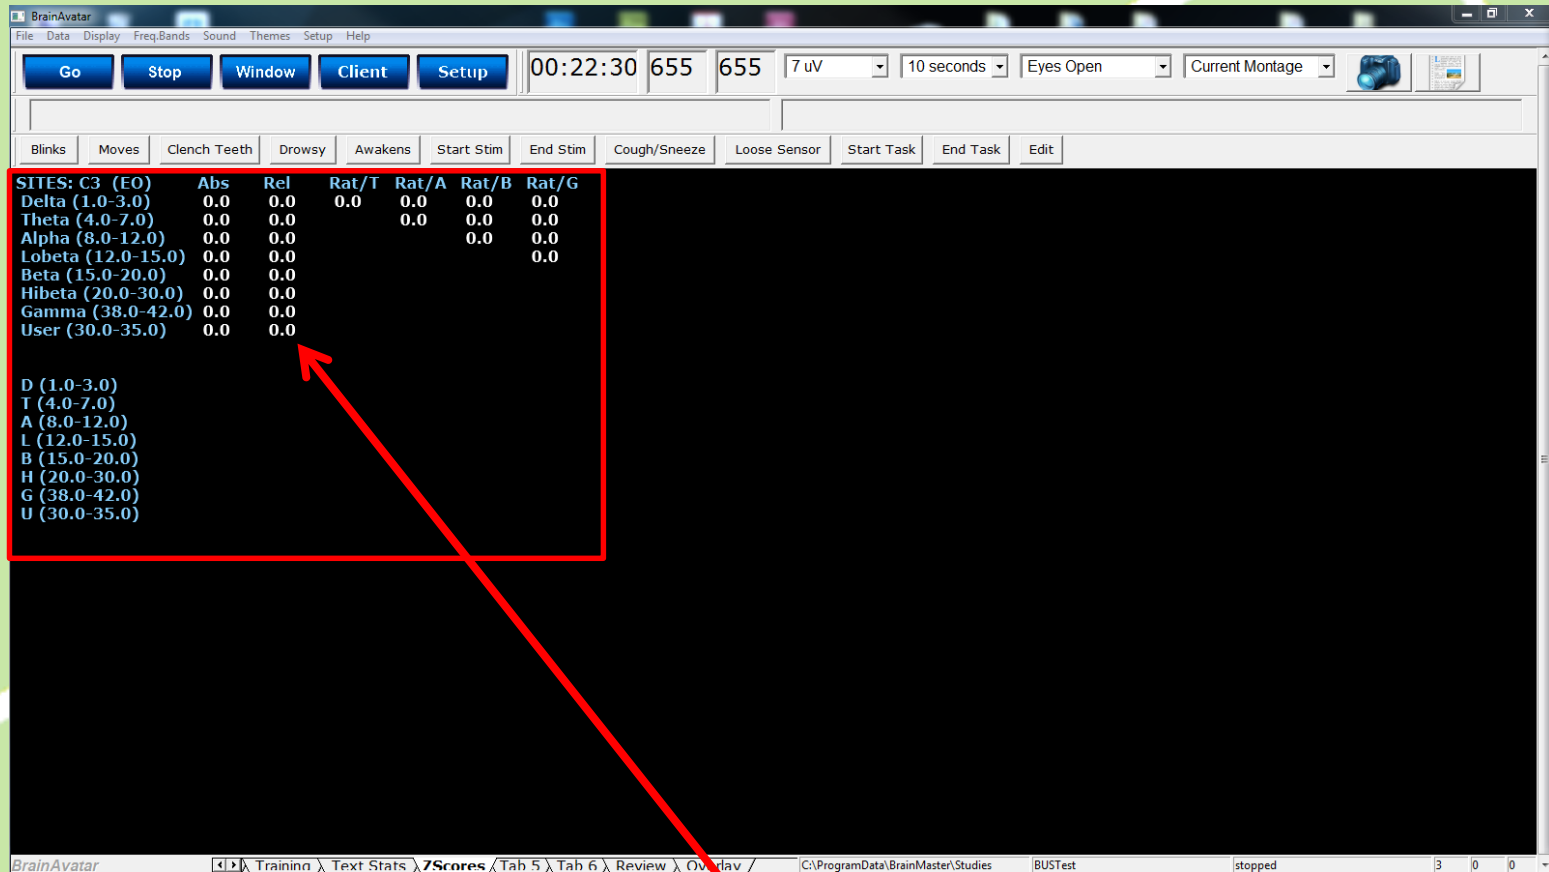 BrainAvatar
File Data Display Freq.Bands Sound Themes Setup Help
Go Stop Window Client Setup 00:22:30 655 655 7 uV 10 seconds Eyes Open Current Montage
Blinks Moves Clench Teeth Drowsy Awakens Start Stim End Stim Cough/Sneeze Loose Sensor Start Task End Task Edit
SITES: C3 (EO) Abs Rel Rat/T Rat/A Rat/B Rat/G
Delta (1.0-3.0) 0.0 0.0 0.0 0.0 0.0 0.0
Theta (4.0-7.0) 0.0 0.0 0.0 0.0 0.0
Alpha (8.0-12.0) 0.0 0.0 0.0 0.0
Lobeta (12.0-15.0) 0.0 0.0 0.0
Beta (15.0-20.0) 0.0 0.0
Hibeta (20.0-30.0) 0.0 0.0
Gamma (38.0-42.0) 0.0 0.0
User (30.0-35.0) 0.0 0.0
D (1.0-3.0)
T (4.0-7.0)
A (8.0-12.0)
L (12.0-15.0)
B (15.0-20.0)
H (20.0-30.0)
G (38.0-42.0)
U (30.0-35.0)
BrainAvatar Training Text Stats ZScores Tab 5 Tab 6 Review Overlay C:\ProgramData\BrainMaster\Studies BUSTest stopped 3 0 0